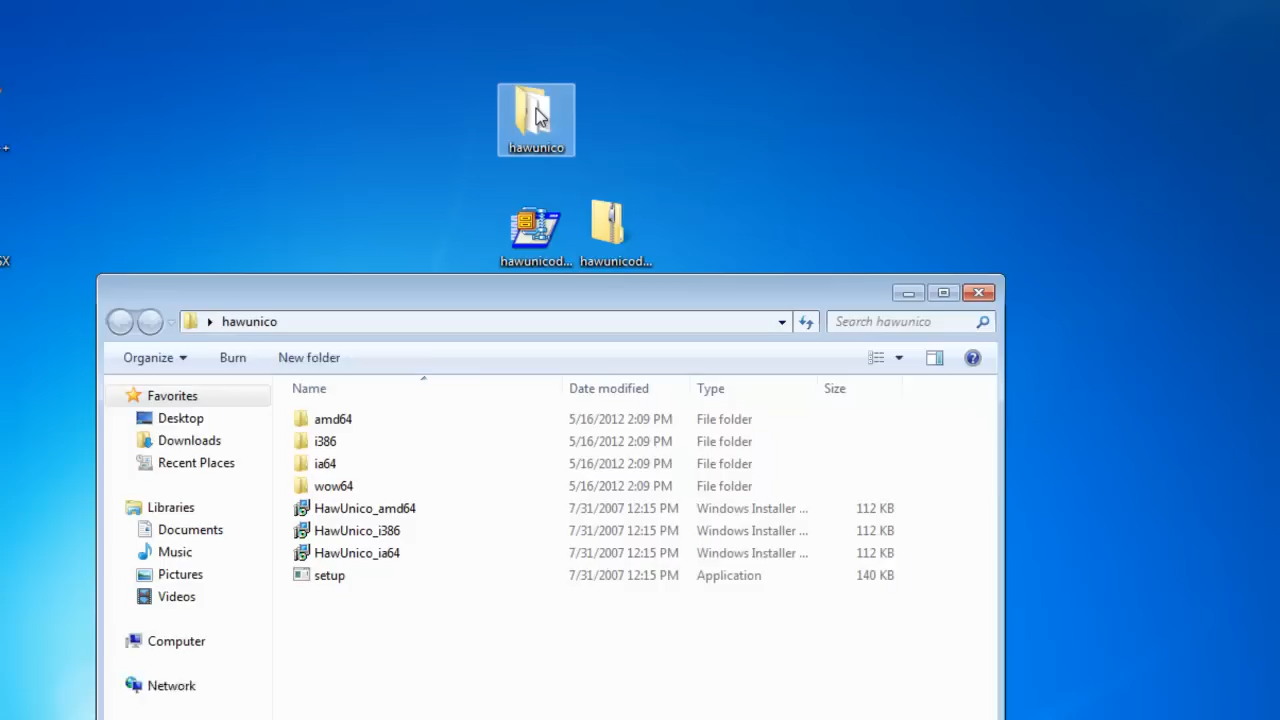 hawunico
+
hawunicod... hawunicod...
SX
hawunico
Search hawunico
Organize Burn New folder
Name Date modified Type Size
Favorites
Desktop
Downloads
Recent Places
Libraries
Documents
Music
Pictures
Videos
Computer
Network
amd64 5/16/2012 2:09 PM File folder
i386 5/16/2012 2:09 PM File folder
ia64 5/16/2012 2:09 PM File folder
wow64 5/16/2012 2:09 PM File folder
HawUnico_amd64 7/31/2007 12:15 PM Windows Installer ... 112 KB
HawUnico_i386 7/31/2007 12:15 PM Windows Installer ... 112 KB
HawUnico_ia64 7/31/2007 12:15 PM Windows Installer ... 112 KB
setup 7/31/2007 12:15 PM Application 140 KB